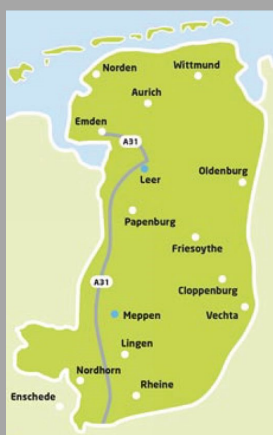 Norden
Wittmund
Aurich
Emden
A31
Leer
Oldenburg
Papenburg
Friesoythe
A31
Cloppenburg
Meppen
Vechta
Lingen
Nordhorn
Rheine
Enschede